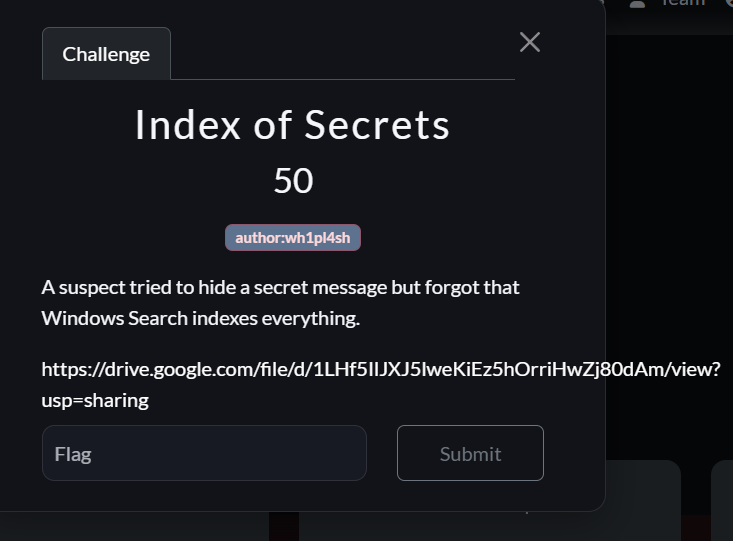 Team
Challenge
Index of Secrets
50
author:wh1pl4sh
A suspect tried to hide a secret message but forgot that
Windows Search indexes everything.
https://drive.google.com/file/d/1LHf5IlJXJ5lweKiEz5hOrriHwZj80dAm/view?
usp=sharing
Flag
Submit